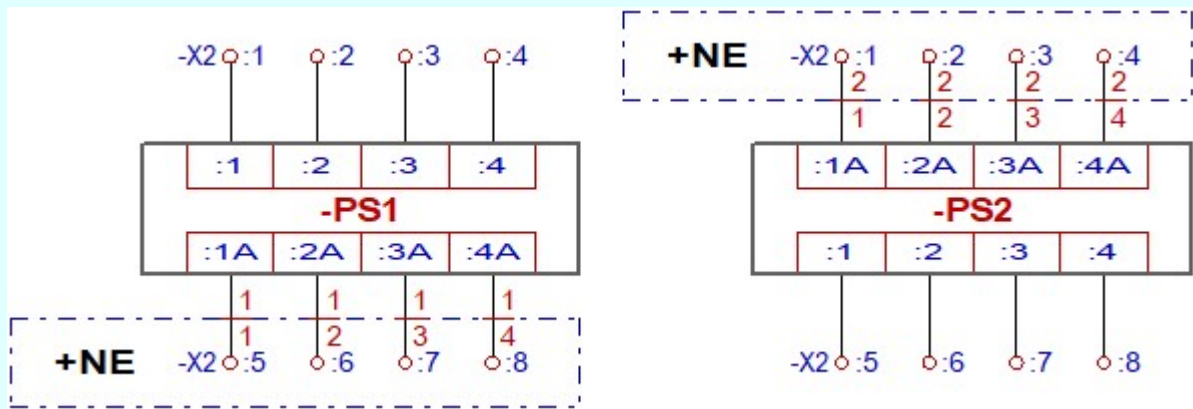 -X2 :1 :2 :3 :4
:1 :2 :3 :4
-PS1
:1A :2A :3A :4A
1 1 1 1
1 2 3 4
+NE -X2 :5 :6 :7 :8
+NE -X2 :1 :2 :3 :4
2 2 2 2
1 2 3 4
:1A :2A :3A :4A
-PS2
:1 :2 :3 :4
-X2 :5 :6 :7 :8